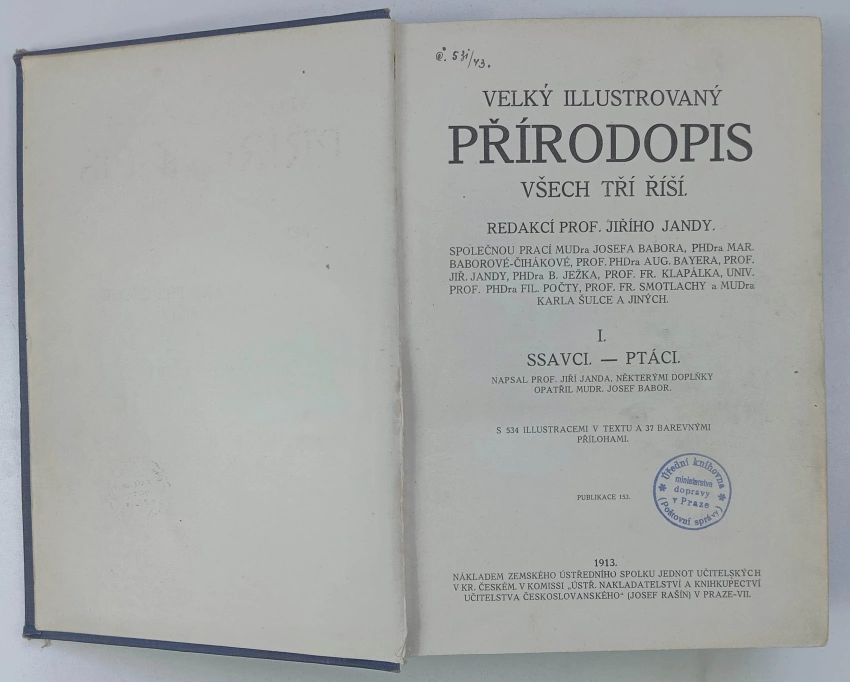 č. 531/43.
VELKÝ ILLUSTROVANÝ
PŘÍRODOPIS
VŠECH TŘÍ ŘÍŠÍ.
REDAKCÍ PROF. JIŘÍHO JANDY.
SPOLEČNOU PRACÍ MUDra JOSEFA BABORA, PHDra MAR.
BABOROVÉ-ČIHÁKOVÉ, PROF. PHDra AUG. BAYERA, PROF.
JIŘ. JANDY, PHDra B. JEŽKA, PROF. FR. KLAPÁLKA, UNIV.
PROF. PHDra FIL. POČTY, PROF. FR. SMOTLACHY a MUDra
KARLA ŠULCE A JINÝCH.
I.
SSAVCI. — PTÁCI.
NAPSAL PROF. JIŘÍ JANDA, NĚKTERÝMI DOPLŇKY
OPATŘIL MUDR. JOSEF BABOR.
S 534 ILLUSTRACEMI V TEXTU A 37 BAREVNÝMI
PŘÍLOHAMI.
Úřední knihovna
ministerstva
dopravy
v Praze
(Poštovní správy)
PUBLIKACE 153.
1913.
NÁKLADEM ZEMSKÉHO ÚSTŘEDNÍHO SPOLKU JEDNOT UČITELSKÝCH
V KR. ČESKÉM. V KOMISSI „ÚSTŘ. NAKLADATELSTVÍ A KNIHKUPECTVÍ
UČITELSTVA ČESKOSLOVANSKÉHO“ (JOSEF RAŠÍN) V PRAZE-VII.